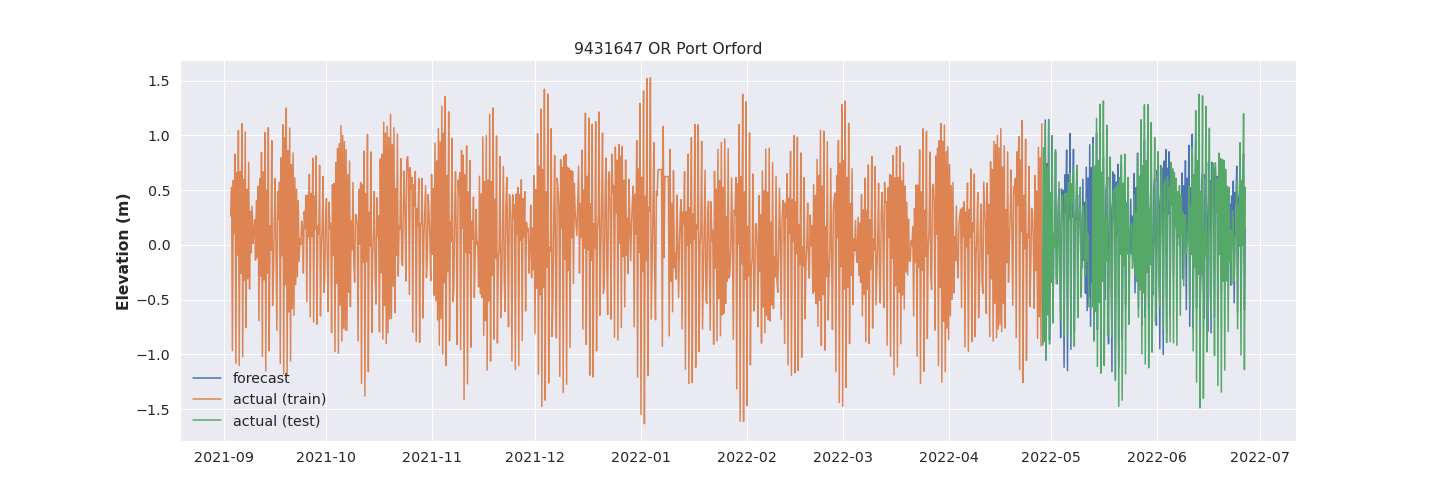 9431647 OR Port Orford
Elevation (m)
1.5
1.0
0.5
0.0
−0.5
−1.0
−1.5
forecast
actual (train)
actual (test)
2021-09 2021-10 2021-11 2021-12 2022-01 2022-02 2022-03 2022-04 2022-05 2022-06 2022-07